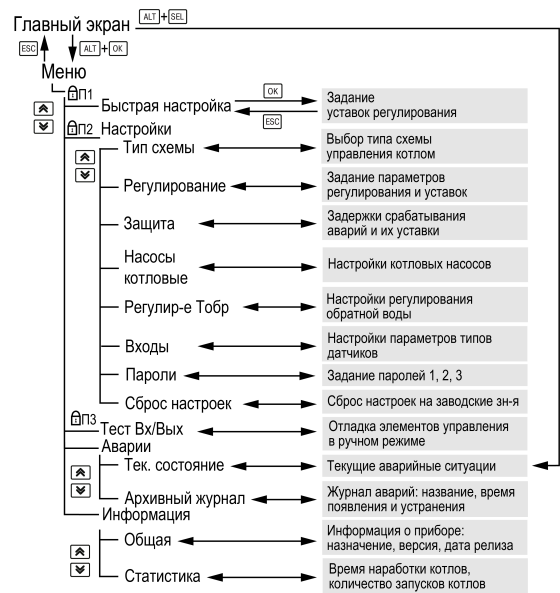 Главный экран ALT+SEL
ESC ALT+OK
Меню
П1
Быстрая настройка OK ESC Задание
уставок регулирования
П2 Настройки
Тип схемы Выбор типа схемы
управления котлом
Регулирование Задание параметров
регулирования и уставок
Защита Задержки срабатывания
аварий и их уставки
Насосы
котловые Настройки котловых насосов
Регулир-е Тобр Настройки регулирования
обратной воды
Входы Настройки параметров типов
датчиков
Пароли Задание паролей 1, 2, 3
Сброс настроек Сброс настроек на заводские зн-я
П3
Тест Вх/Вых Отладка элементов управления
в ручном режиме
Аварии
Тек. состояние Текущие аварийные ситуации
Архивный журнал Журнал аварий: название, время
появления и устранения
Информация
Общая Информация о приборе:
назначение, версия, дата релиза
Статистика Время наработки котлов,
количество запусков котлов